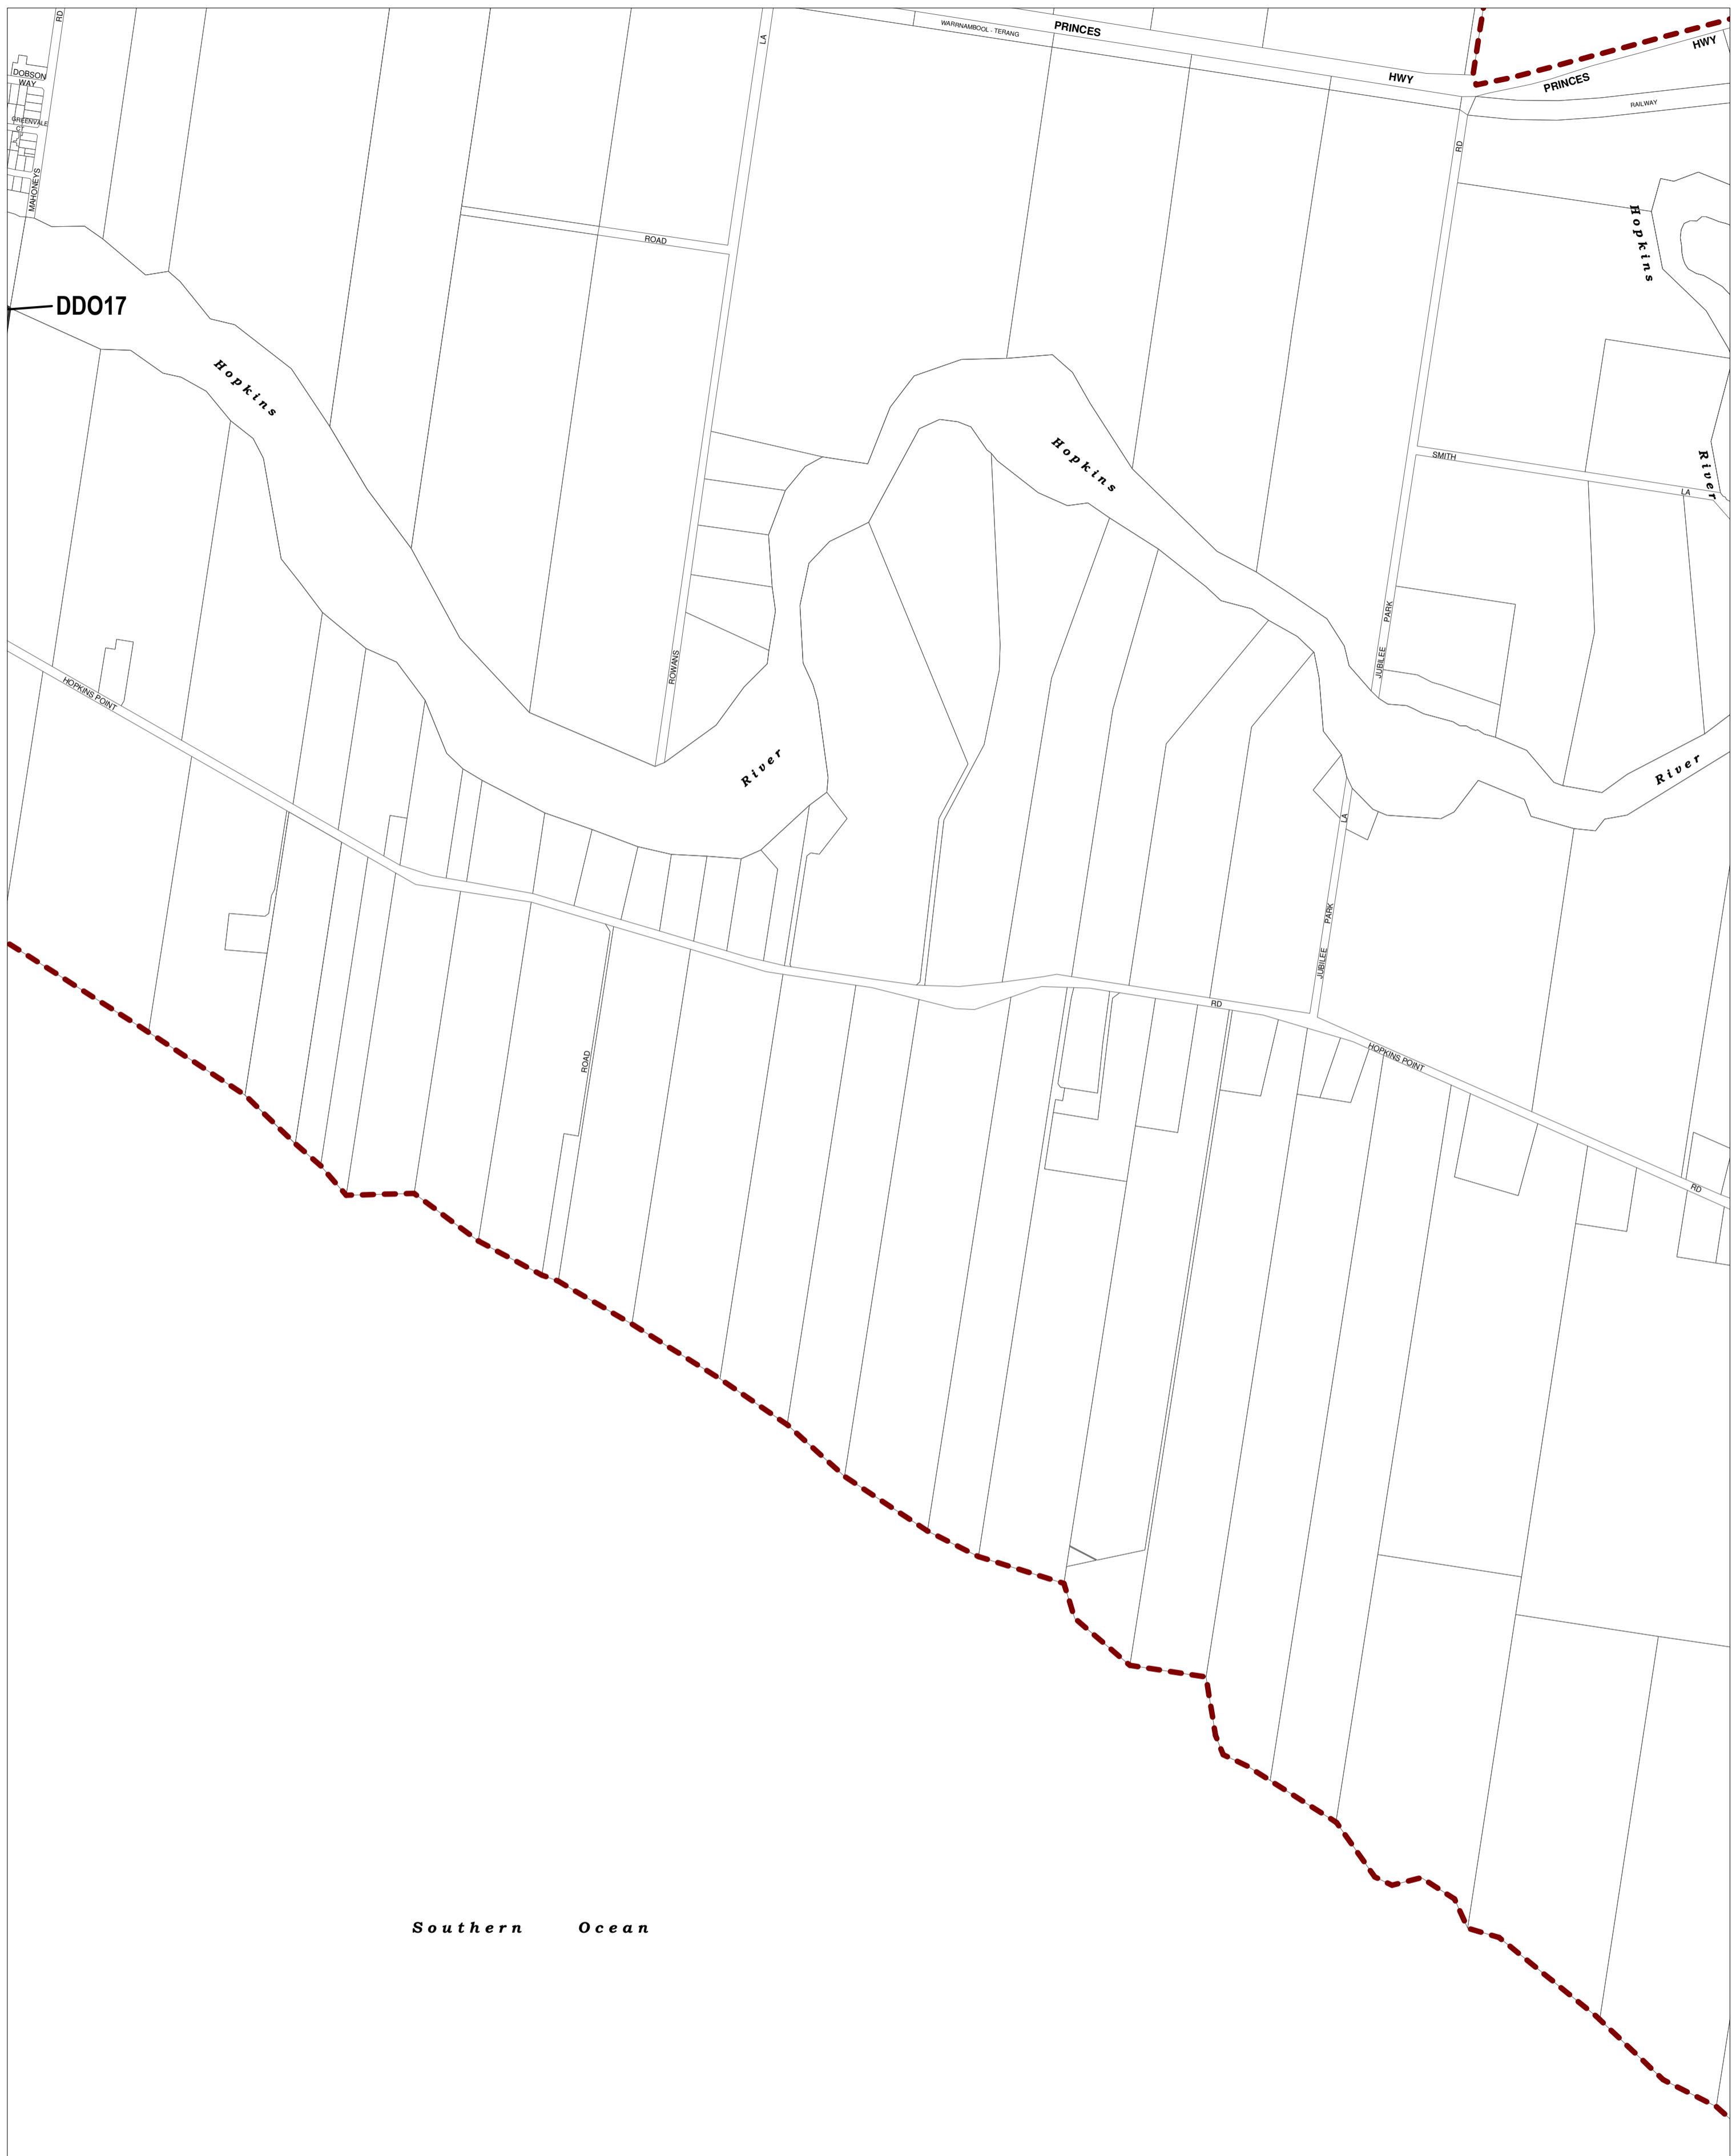 RD
LA
WARRNAMBOOL - TERANG
PRINCES
HWY
PRINCES
HWY
DOBSON
WAY
GREENVALE
CT
MAHONEYS
RAILWAY
RD
ROAD
Hopkins
DDO17
Hopkins
Hopkins
SMITH
LA
River
PARK
JUBILEE
ROWANS
HOPKINS POINT
River
River
LA
PARK
JUBILEE
RD
ROAD
HOPKINS POINT
RD
Southern Ocean